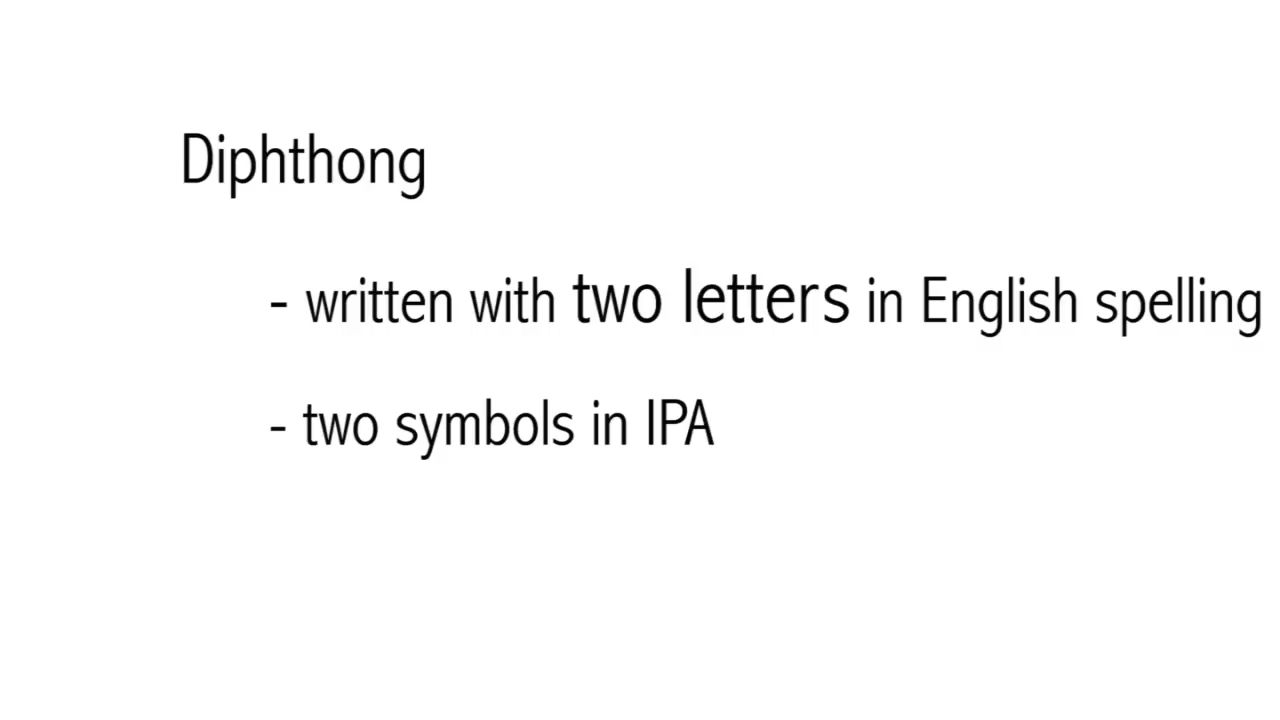 Diphthong
- written with two letters in English spelling
- two symbols in IPA